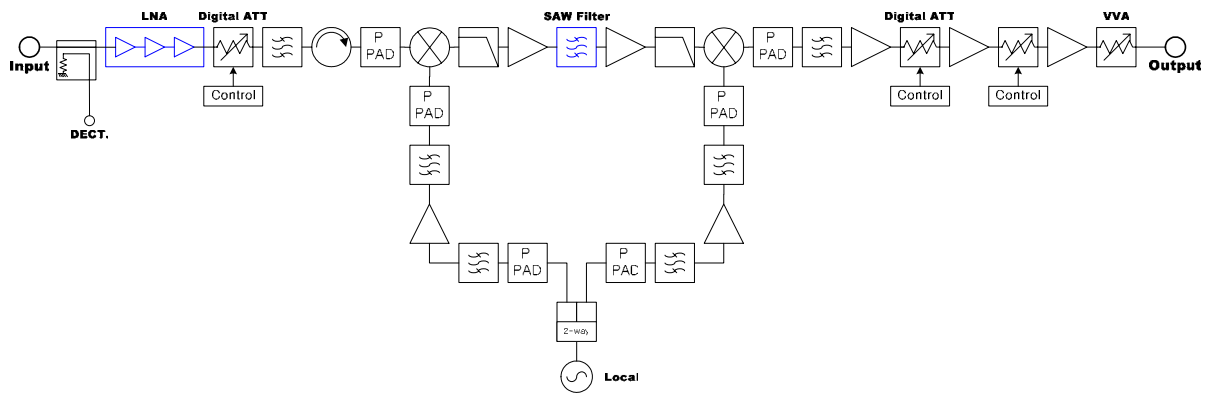 LNA
Digital ATT
SAW Filter
Digital ATT
VVA
Input
P
PAD
P
PAD
Output
Control
Control
Control
DECT.
P
PAD
P
PAD
P
PAD
P
PAD
2-way
Local